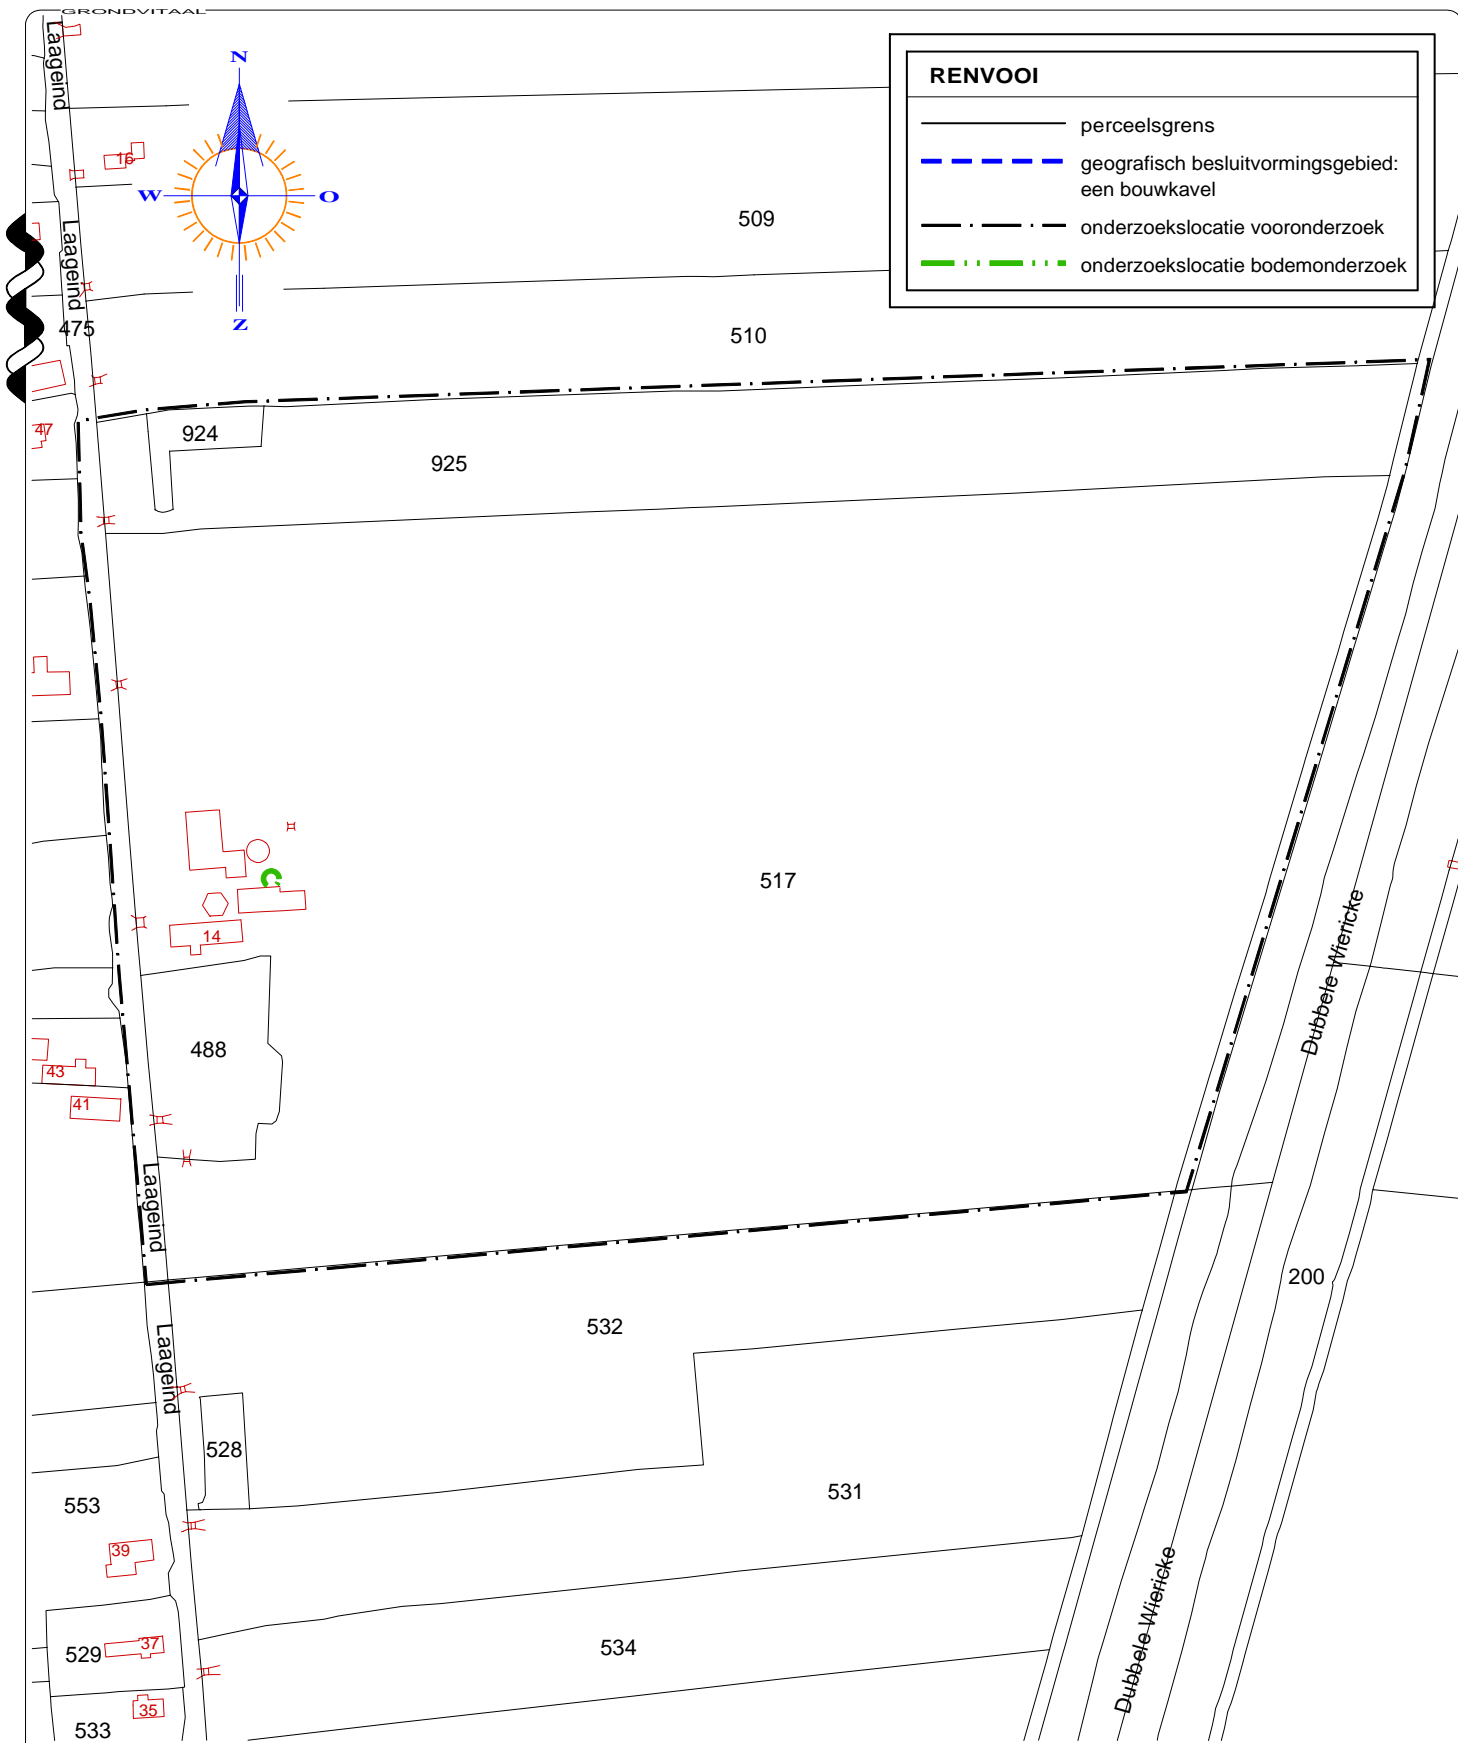 GRONDVITAAL
Laageind
N
W
O
Z
RENVOOI
perceelsgrens
geografisch besluitvormingsgebied:
een bouwkavel
onderzoekslocatie vooronderzoek
onderzoekslocatie bodemonderzoek
16
509
Laageind
475
510
47
924
925
517
14
Dubbele Wiericke
488
43
41
Laageind
200
532
Laageind
528
531
553
39
Dubbele Wiericke
529
37
534
35
533